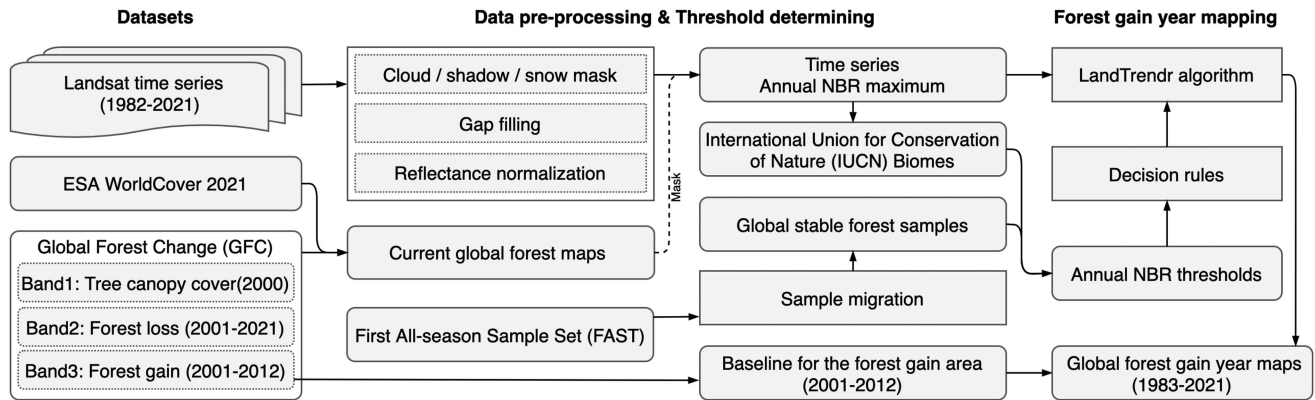 Datasets
Data pre-processing & Threshold determining
Forest gain year mapping
Landsat time series
(1982-2021)
ESA WorldCover 2021
Global Forest Change (GFC)
Band1: Tree canopy cover(2000)
Band2: Forest loss (2001-2021)
Band3: Forest gain (2001-2012)
Cloud / shadow / snow mask
Gap filling
Reflectance normalization
Current global forest maps
First All-season Sample Set (FAST)
Mask
Time series
Annual NBR maximum
International Union for Conservation
of Nature (IUCN) Biomes
Global stable forest samples
Sample migration
Baseline for the forest gain area
(2001-2012)
LandTrendr algorithm
Decision rules
Annual NBR thresholds
Global forest gain year maps
(1983-2021)